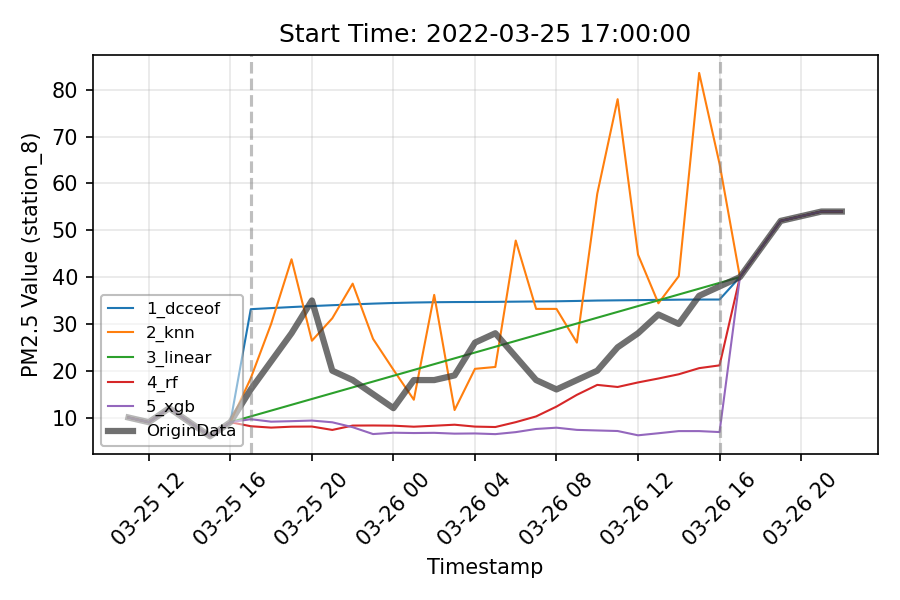 Start Time: 2022-03-25 17:00:00
PM2.5 Value (station_8)
80
70
60
50
40
30
20
10
1_dcceof
2_knn
3_linear
4_rf
5_xgb
OriginData
03-25 12
03-25 16
03-25 20
03-26 00
03-26 04
03-26 08
03-26 12
03-26 16
03-26 20
Timestamp